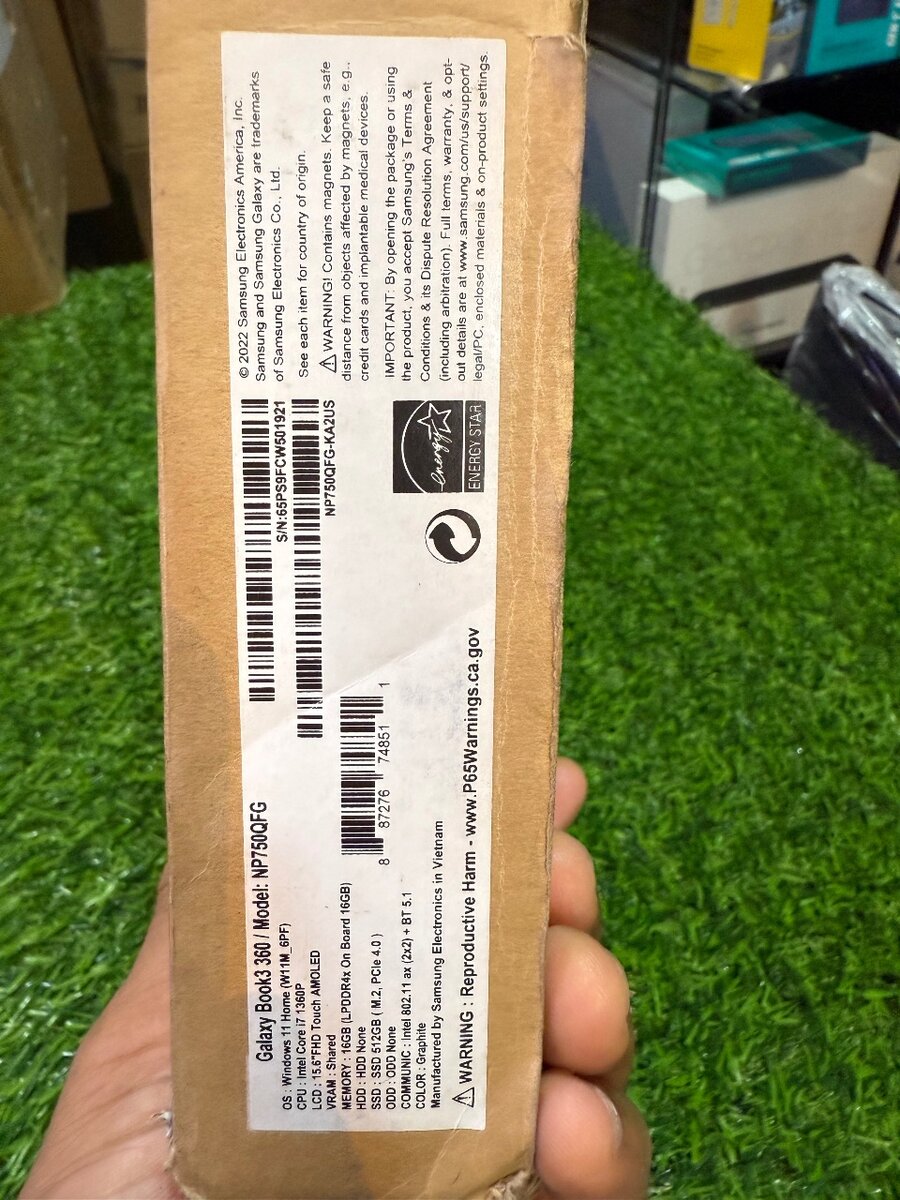 Galaxy Book3 360 / Model: NP750QFG
OS : Windows 11 Home (W11M_6PF)
CPU : Intel Core i7 1360P
LCD : 15.6"FHD Touch AMOLED
VRAM : Shared
MEMORY : 16GB (LPDDR4x On Board 16GB)
HDD : HDD None
SSD : SSD 512GB ( M.2, PCIe 4.0 )
ODD : ODD None
COMMUNIC : Intel 802.11 ax (2x2) + BT 5.1
COLOR : Graphite
Manufactured by Samsung Electronics in Vietnam
⚠ WARNING : Reproductive Harm - www.P65Warnings.ca.gov
8 87276 74851 1
S/N:65PS9FCW501921
NP750QFG-KA2US
energy
ENERGY STAR
© 2022 Samsung Electronics America, Inc.
Samsung and Samsung Galaxy are trademarks
of Samsung Electronics Co., Ltd.
See each item for country of origin.
⚠WARNING! Contains magnets. Keep a safe
distance from objects affected by magnets; e.g.,
credit cards and implantable medical devices.
IMPORTANT: By opening the package or using
the product, you accept Samsung's Terms &
Conditions & its Dispute Resolution Agreement
(including arbitration). Full terms, warranty, & opt-
out details are at www.samsung.com/us/support/
legal/PC, enclosed materials & on-product settings.